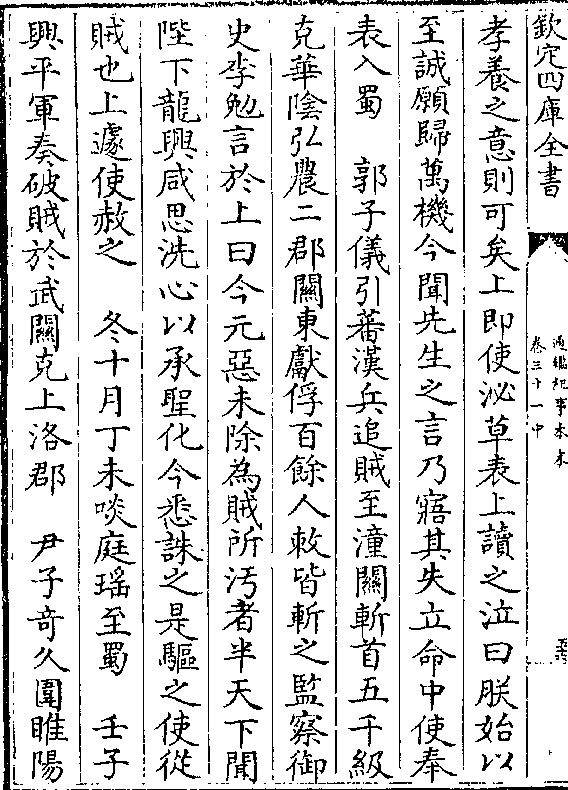 欽定四庫全書
通鑑紀事本末
卷三十一中
孝養之意則可矣上即使泌草表上讀之泣曰朕始以
至誠願歸萬機今聞先生之言乃寤其失立命中使奉
表入蜀　郭子儀引蕃漢兵追賊至潼關斬首五千級
克華陰弘農二郡關東獻俘百餘人敕皆斬之監察御
史李勉言於上曰今元惡未除為賊所汚者半天下聞
陛下龍興咸思洗心以承聖化今悉誅之是驅之使從
賊也上遽使赦之　冬十月丁未啖庭瑶至蜀　壬子
興平軍奏破賊於武關克上洛郡　尹子竒久圍睢陽